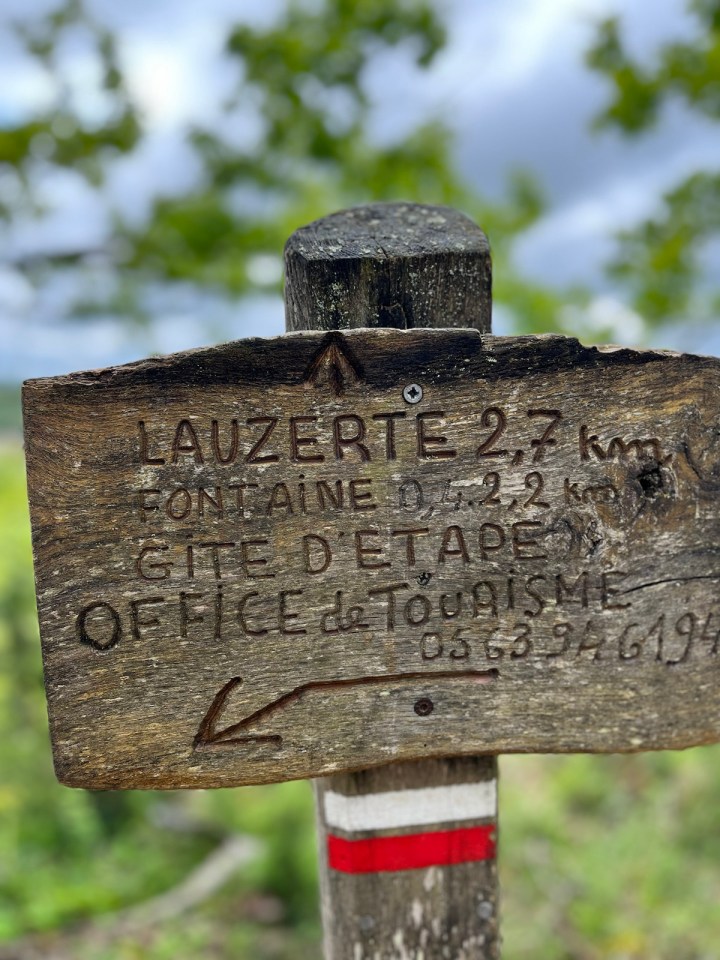 LAUZERTE 2,7 km
FONTAINE 0,4.2,2 km
GITE D'ETAPE
OFFICE de TOURISME
05 63 94 61 94